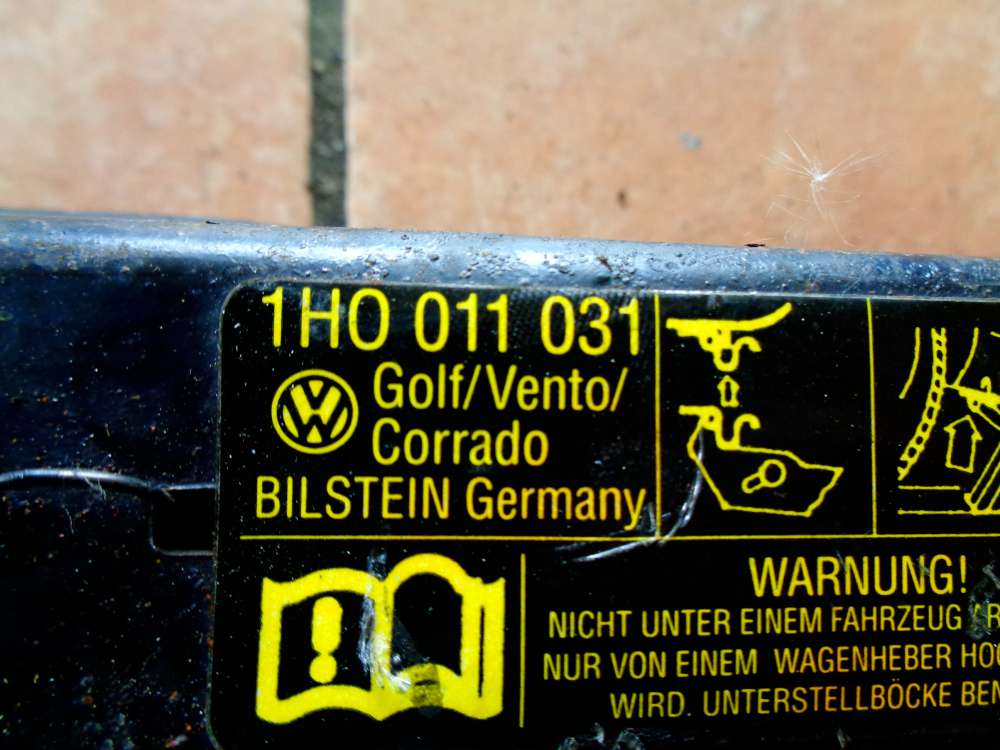 1H0 011 031
Golf/Vento/
Corrado
BILSTEIN Germany
WARNUNG!
NICHT UNTER EINEM FAHRZEUG
NUR VON EINEM WAGENHEBER
WIRD. UNTERSTELLBÖCKE